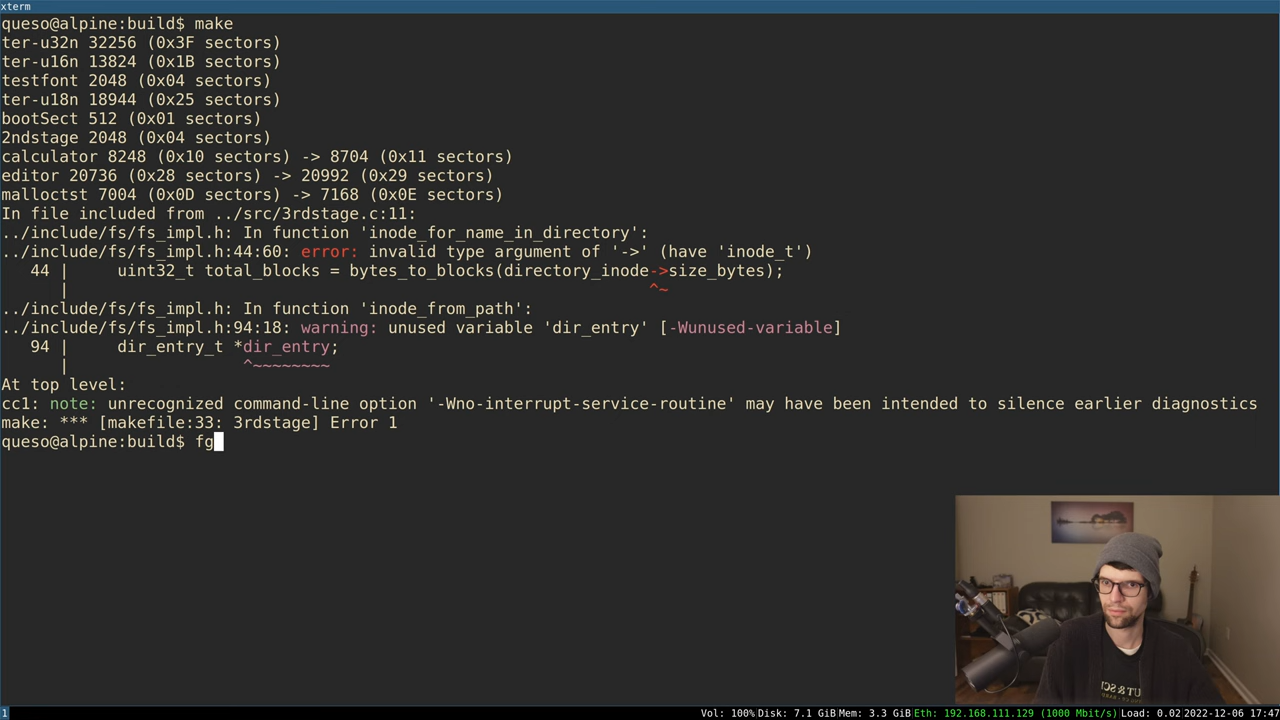 xterm
queso@alpine:build$ make
ter-u32n 32256 (0x3F sectors)
ter-u16n 13824 (0x1B sectors)
testfont 2048 (0x04 sectors)
ter-u18n 18944 (0x25 sectors)
bootSect 512 (0x01 sectors)
2ndstage 2048 (0x04 sectors)
calculator 8248 (0x10 sectors) -> 8704 (0x11 sectors)
editor 20736 (0x28 sectors) -> 20992 (0x29 sectors)
malloctst 7004 (0x0D sectors) -> 7168 (0x0E sectors)
In file included from ../src/3rdstage.c:11:
../include/fs/fs_impl.h: In function 'inode_for_name_in_directory':
../include/fs/fs_impl.h:44:60: error: invalid type argument of '->' (have 'inode_t')
   44 |     uint32_t total_blocks = bytes_to_blocks(directory_inode->size_bytes);
      |                                                            ^~
../include/fs/fs_impl.h: In function 'inode_from_path':
../include/fs/fs_impl.h:94:18: warning: unused variable 'dir_entry' [-Wunused-variable]
   94 |     dir_entry_t *dir_entry;
      |                  ^~~~~~~~~
At top level:
cc1: note: unrecognized command-line option '-Wno-interrupt-service-routine' may have been intended to silence earlier diagnostics
make: *** [makefile:33: 3rdstage] Error 1
queso@alpine:build$ fg
1 Vol: 100% Disk: 7.1 GiB Mem: 3.3 GiB Eth: 192.168.111.129 (1000 Mbit/s) Load: 0.02 2022-12-06 17:47